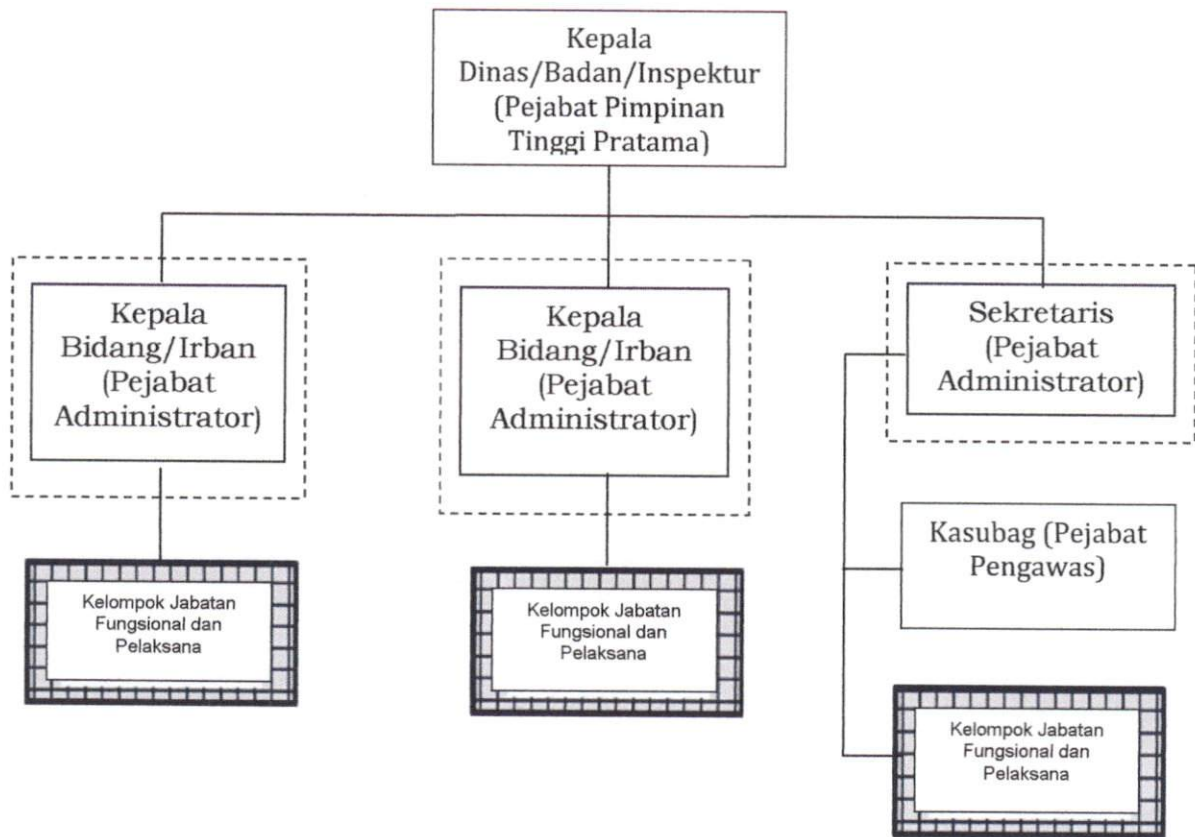 Kepala
Dinas/Badan/Inspektur
(Pejabat Pimpinan
Tinggi Pratama)
Kepala
Bidang/Irban
(Pejabat
Administrator)
Kepala
Bidang/Irban
(Pejabat
Administrator)
Sekretaris
(Pejabat
Administrator)
Kelompok Jabatan
Fungsional dan
Pelaksana
Kelompok Jabatan
Fungsional dan
Pelaksana
Kasubag (Pejabat
Pengawas)
Kelompok Jabatan
Fungsional dan
Pelaksana